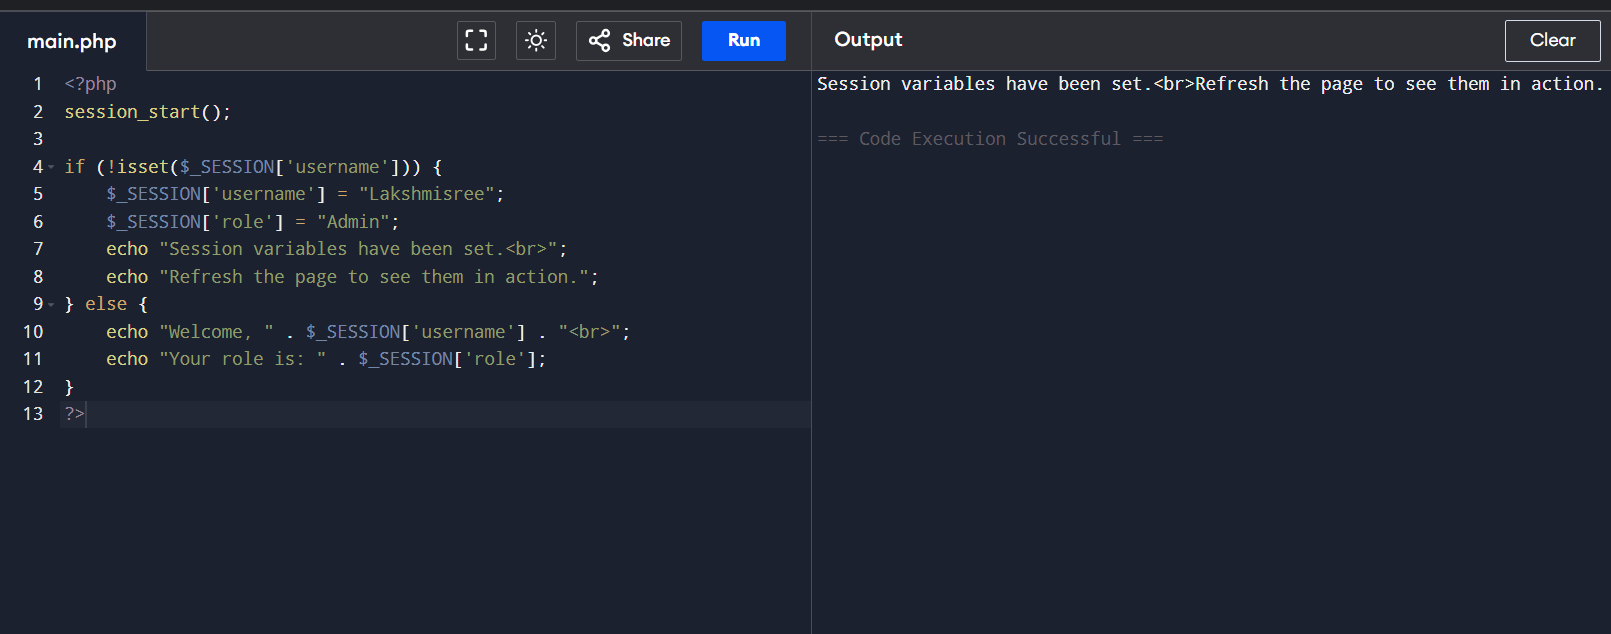 main.php
Share
Run
Output
Clear
1 <?php
2 session_start();
3
4 if (!isset($_SESSION['username'])) {
5     $_SESSION['username'] = "Lakshmisree";
6     $_SESSION['role'] = "Admin";
7     echo "Session variables have been set.<br>";
8     echo "Refresh the page to see them in action.";
9 } else {
10     echo "Welcome, " . $_SESSION['username'] . "<br>";
11     echo "Your role is: " . $_SESSION['role'];
12 }
13 ?>
Session variables have been set.<br>Refresh the page to see them in action.
=== Code Execution Successful ===